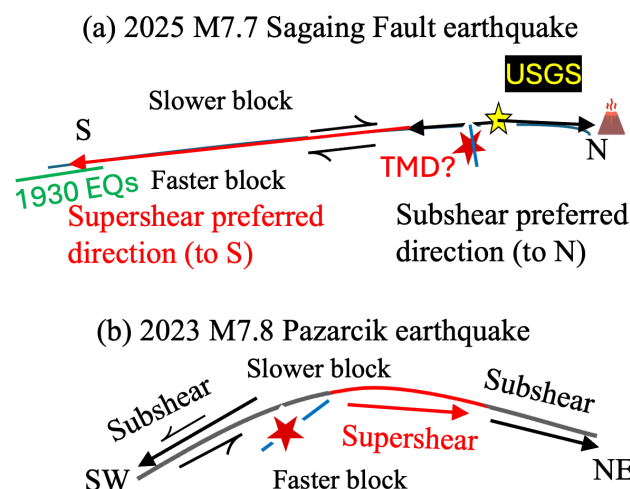 (a) 2025 M7.7 Sagaing Fault earthquake
USGS
Slower block
S
N
TMD?
1930 EQs
Faster block
Supershear preferred
direction (to S)
Subshear preferred
direction (to N)
(b) 2023 M7.8 Pazarcik earthquake
Slower block
Subshear
Subshear
Supershear
SW
Faster block
NE